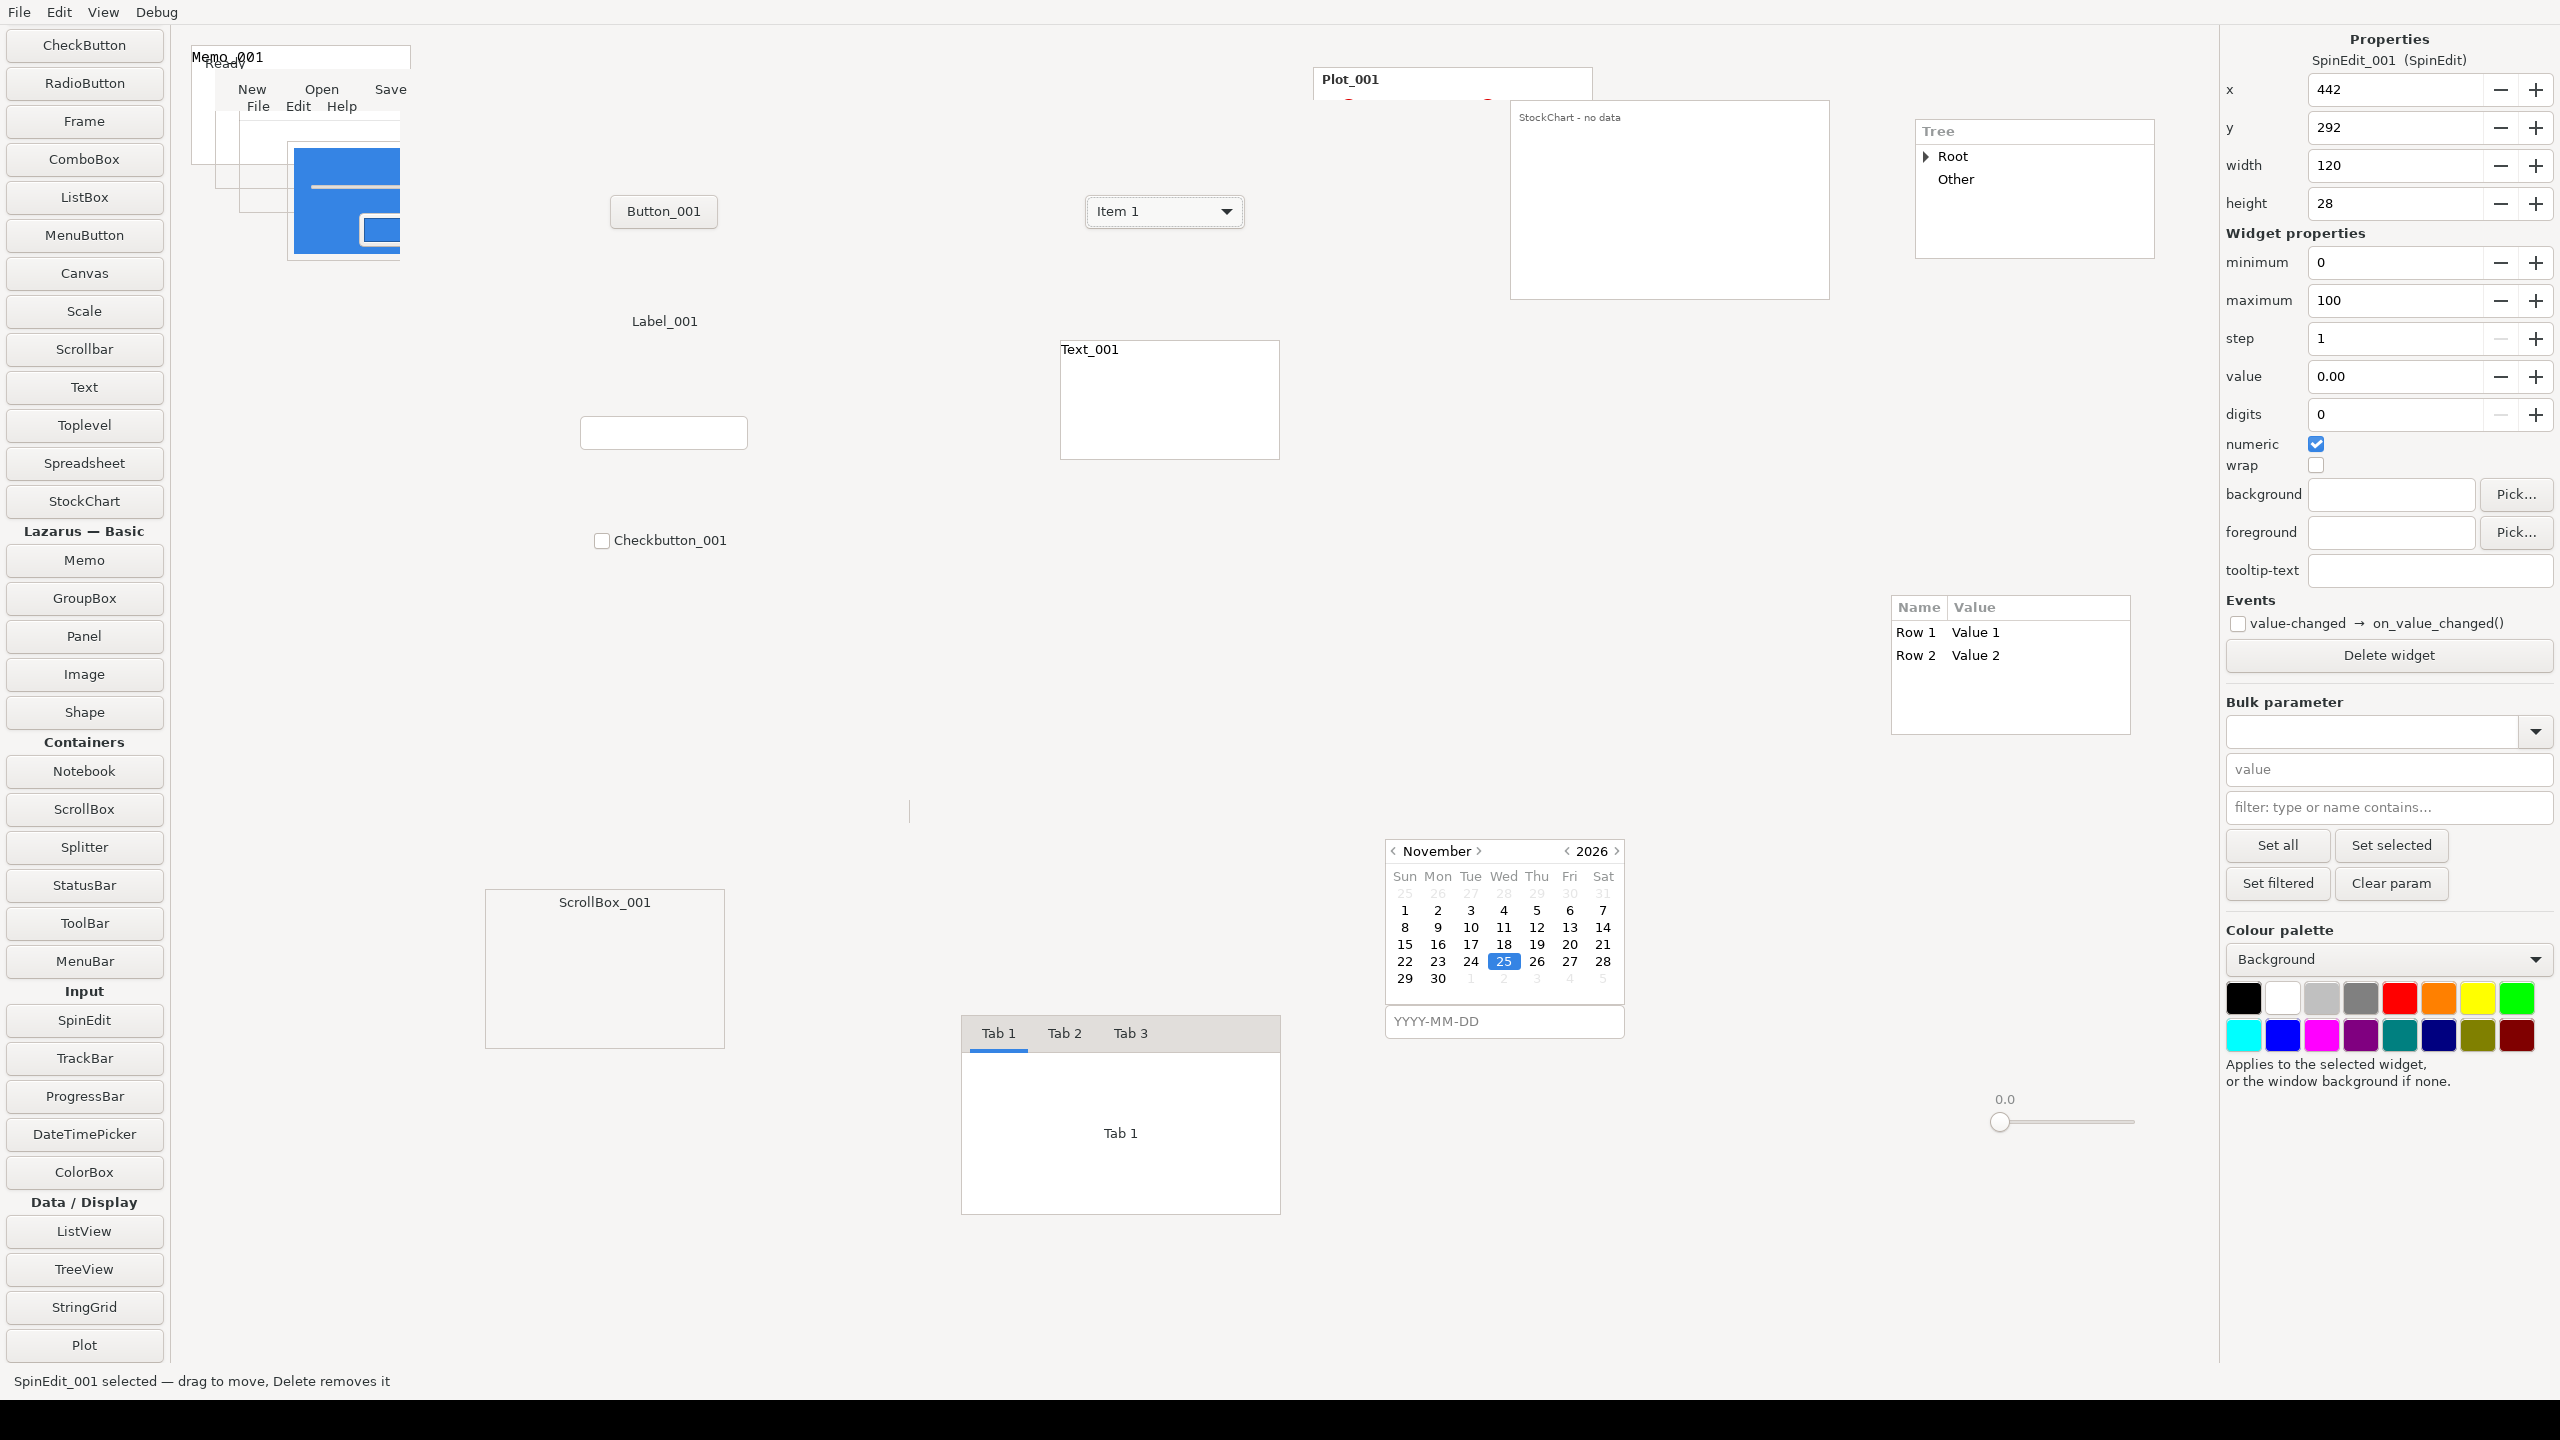 File Edit View Debug
CheckButton
RadioButton
Frame
ComboBox
ListBox
MenuButton
Canvas
Scale
Scrollbar
Text
Toplevel
Spreadsheet
StockChart
Lazarus — Basic
Memo
GroupBox
Panel
Image
Shape
Containers
Notebook
ScrollBox
Splitter
StatusBar
ToolBar
MenuBar
Input
SpinEdit
TrackBar
ProgressBar
DateTimePicker
ColorBox
Data / Display
ListView
TreeView
StringGrid
Plot
Memo_001
Ready
New Open Save
File Edit Help
Button_001
Label_001
Checkbutton_001
ScrollBox_001
Item 1
Text_001
Tab 1 Tab 2 Tab 3
Tab 1
Plot_001
StockChart - no data
November 2026
Sun Mon Tue Wed Thu Fri Sat
25 26 27 28 29 30 31
1 2 3 4 5 6 7
8 9 10 11 12 13 14
15 16 17 18 19 20 21
22 23 24 25 26 27 28
29 30 1 2 3 4 5
YYYY-MM-DD
Tree
Root
Other
Name Value
Row 1 Value 1
Row 2 Value 2
0.0
Properties
SpinEdit_001 (SpinEdit)
x 442
y 292
width 120
height 28
Widget properties
minimum 0
maximum 100
step 1
value 0.00
digits 0
numeric
wrap
background Pick...
foreground Pick...
tooltip-text
Events
value-changed → on_value_changed()
Delete widget
Bulk parameter
value
filter: type or name contains...
Set all Set selected
Set filtered Clear param
Colour palette
Background
Applies to the selected widget,
or the window background if none.
SpinEdit_001 selected — drag to move, Delete removes it